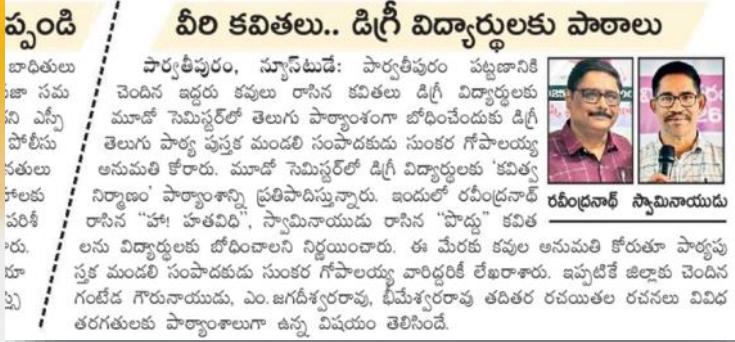 ప్పండి
బాధితులు
పోలీసు
వీరి కవితలు.. డిగ్రీ విద్యార్థులకు పాఠాలు
పార్వతీపురం, న్యూస్‌టుడే: పార్వతీపురం పట్టణానికి
చెందిన ఇద్దరు కవులు రాసిన కవితలు డిగ్రీ విద్యార్థులకు
మూడో సెమిస్టర్‌లో తెలుగు పాఠ్యాంశంగా బోధించేందుకు డిగ్రీ
తెలుగు పాఠ్య పుస్తక మండలి సంపాదకుడు సుంకర గోపాలయ్య
అనుమతి కోరారు. మూడో సెమిస్టర్‌లో డిగ్రీ విద్యార్థులకు 'కవిత్వ
నిర్మాణం' పాఠ్యాంశాన్ని ప్రతిపాదిస్తున్నారు. ఇందులో రవీంద్రనాథ్
రాసిన "హా! హతవిధి", స్వామినాయుడు రాసిన "పొద్దు" కవిత
లను విద్యార్థులకు బోధించాలని నిర్ణయించారు. ఈ మేరకు కవుల అనుమతి కోరుతూ పాఠ్యపు
స్తక మండలి సంపాదకుడు సుంకర గోపాలయ్య వారిద్దరికీ లేఖరాశారు. ఇప్పటికే జిల్లాకు చెందిన
గంటేడ గౌరునాయుడు, ఎం.జగదీశ్వరరావు, భీమేశ్వరరావు తదితర రచయితల రచనలు వివిధ
తరగతులకు పాఠ్యాంశాలుగా ఉన్న విషయం తెలిసిందే.
రవీంద్రనాథ్ స్వామినాయుడు